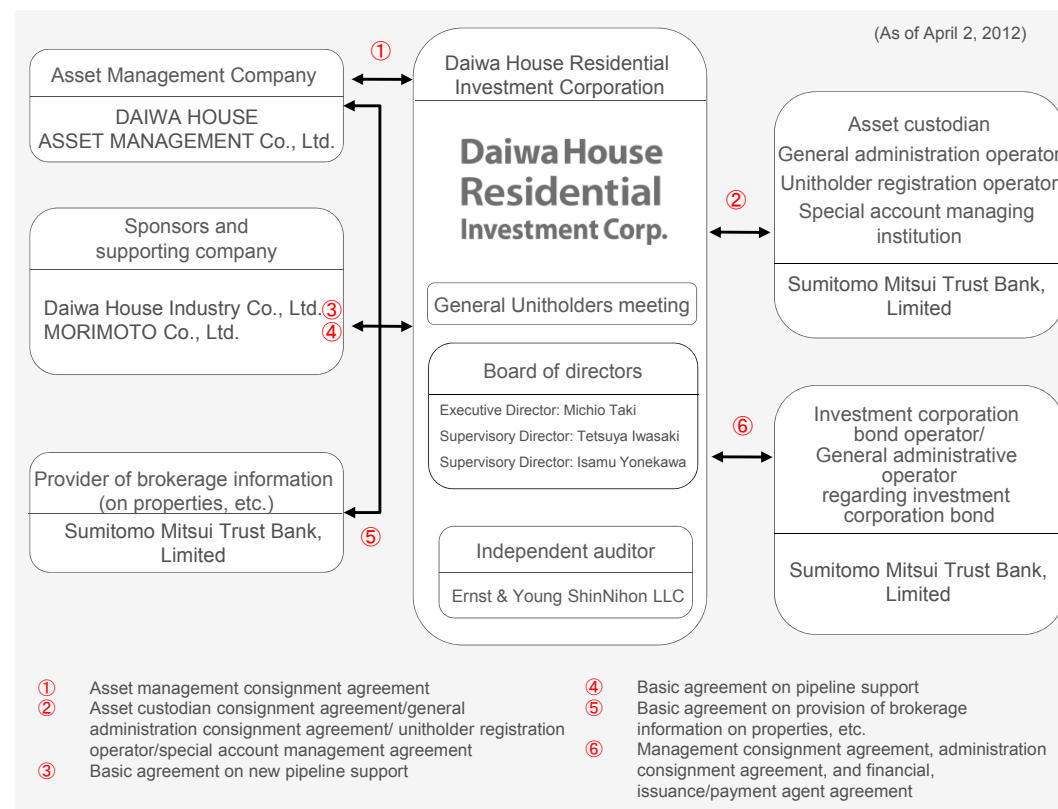 (As of April 2, 2012)
①
Asset Management Company
DAIWA HOUSE
ASSET MANAGEMENT Co., Ltd.
Sponsors and
supporting company
Daiwa House Industry Co., Ltd.③
MORIMOTO Co., Ltd. ④
Provider of brokerage information
(on properties, etc.)
Sumitomo Mitsui Trust Bank,
Limited
⑤
Daiwa House Residential
Investment Corporation
Daiwa House
Residential
Investment Corp.
General Unitholders meeting
Board of directors
Executive Director: Michio Taki
Supervisory Director: Tetsuya Iwasaki
Supervisory Director: Isamu Yonekawa
Independent auditor
Ernst & Young ShinNihon LLC
②
Asset custodian
General administration operator
Unitholder registration operator
Special account managing
institution
Sumitomo Mitsui Trust Bank,
Limited
⑥
Investment corporation
bond operator/
General administrative
operator
regarding investment
corporation bond
Sumitomo Mitsui Trust Bank,
Limited
① Asset management consignment agreement
② Asset custodian consignment agreement/general
administration consignment agreement/ unitholder registration
operator/special account management agreement
③ Basic agreement on new pipeline support
④ Basic agreement on pipeline support
⑤ Basic agreement on provision of brokerage
information on properties, etc.
⑥ Management consignment agreement, administration
consignment agreement, and financial,
issuance/payment agent agreement